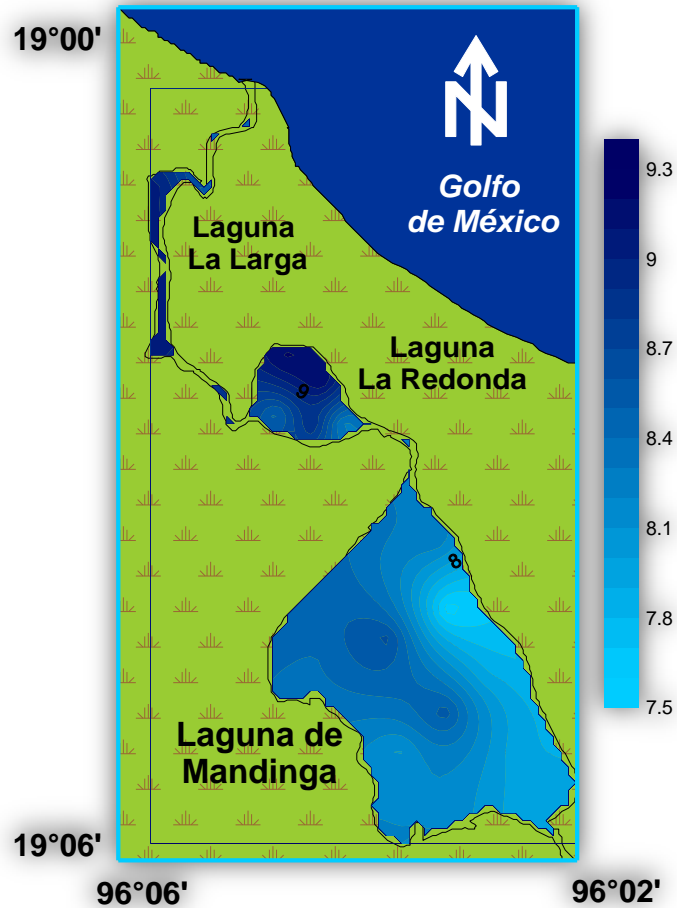 19°00'
N
Golfo
de México
9.3
Laguna
La Larga
9
8.7
Laguna
La Redonda
9
8.4
8.1
8
7.8
7.5
Laguna de
Mandinga
19°06'
96°06'
96°02'